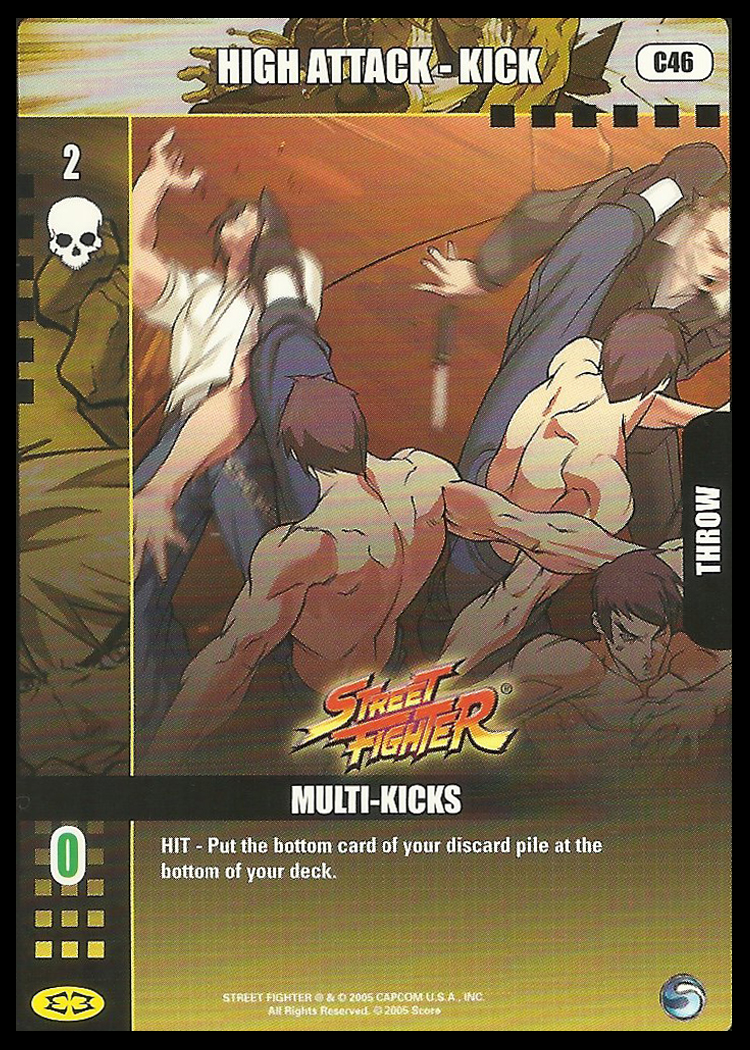 HIGH ATTACK - KICK
C46
2
THROW
STREET
FIGHTER®
MULTI-KICKS
0
HIT - Put the bottom card of your discard pile at the
bottom of your deck.
STREET FIGHTER ® & © 2005 CAPCOM U.S.A., INC.
All Rights Reserved. © 2005 Score